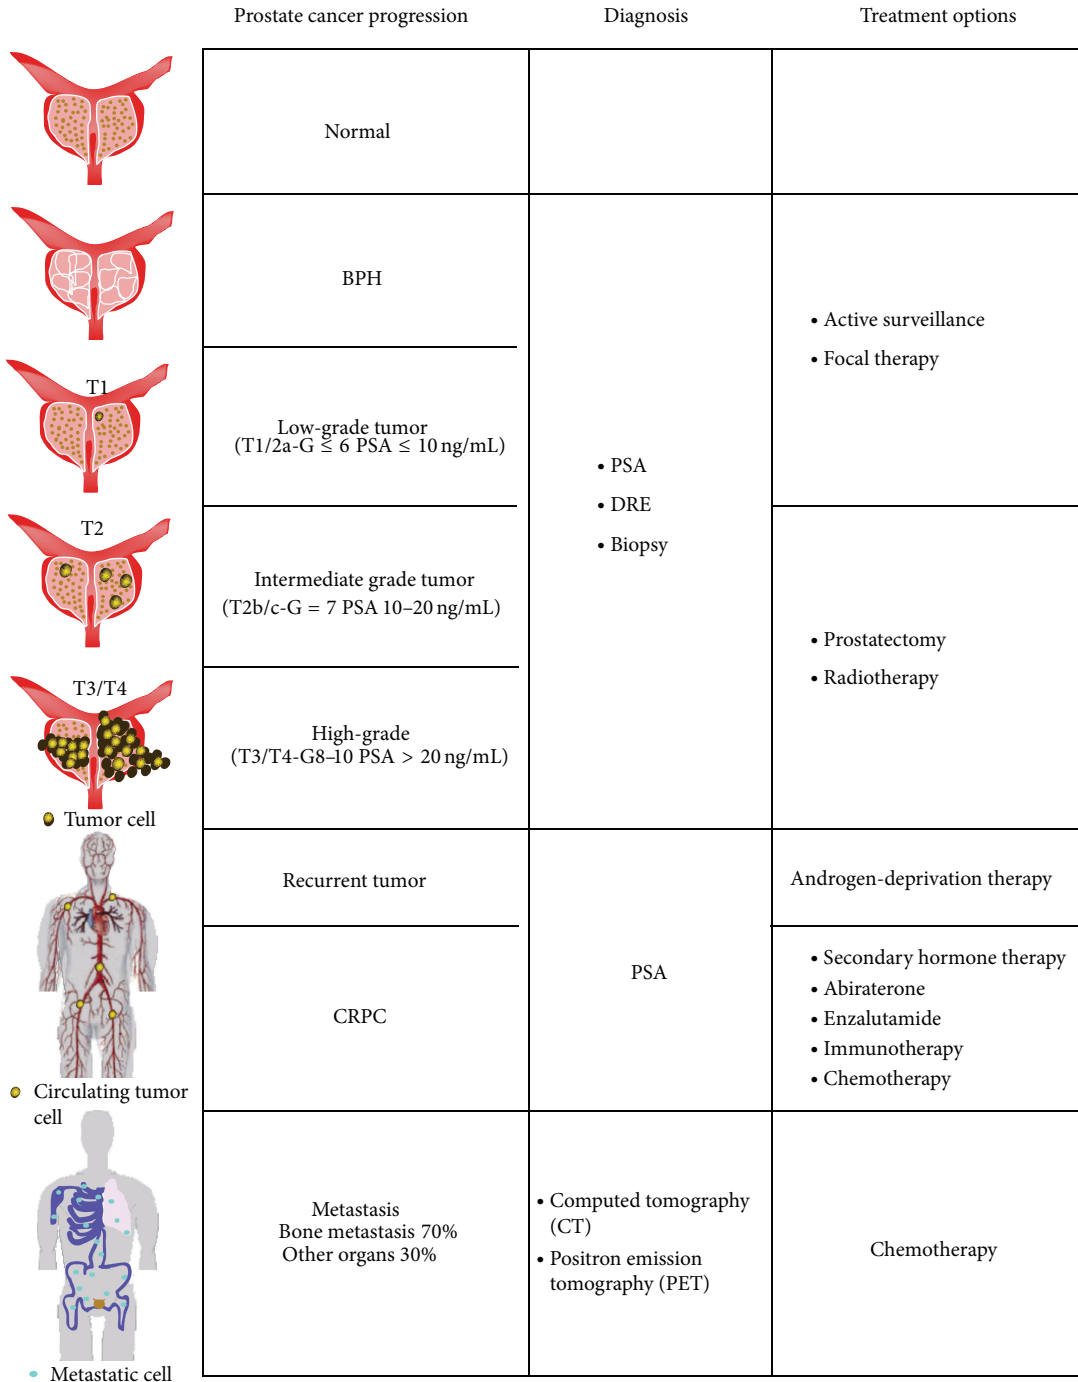 Prostate cancer progression
Diagnosis
Treatment options
Normal
BPH
• Active surveillance
• Focal therapy
T1
Low-grade tumor
(T1/2a-G ≤ 6 PSA ≤ 10 ng/mL)
• PSA
• DRE
• Biopsy
T2
Intermediate grade tumor
(T2b/c-G = 7 PSA 10–20 ng/mL)
• Prostatectomy
• Radiotherapy
T3/T4
High-grade
(T3/T4-G8–10 PSA > 20 ng/mL)
Tumor cell
Recurrent tumor
Androgen-deprivation therapy
PSA
CRPC
• Secondary hormone therapy
• Abiraterone
• Enzalutamide
• Immunotherapy
• Chemotherapy
Circulating tumor
cell
Metastasis
Bone metastasis 70%
Other organs 30%
• Computed tomography
(CT)
• Positron emission
tomography (PET)
Chemotherapy
Metastatic cell